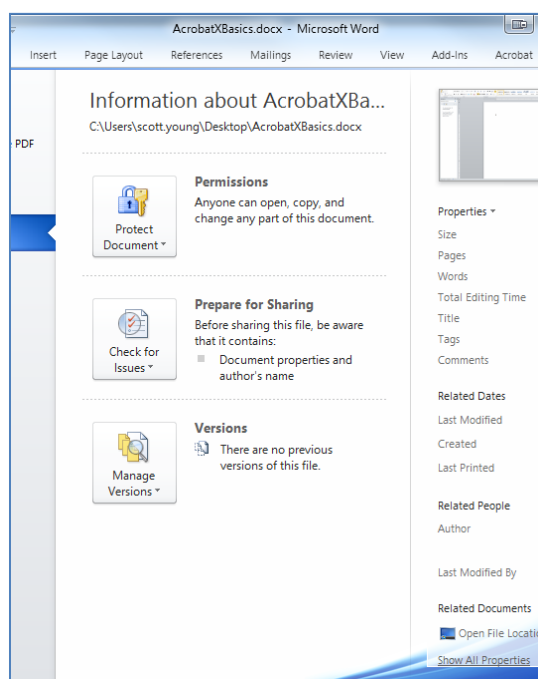 AcrobatXBasics.docx - Microsoft Word
Insert Page Layout References Mailings Review View Add-Ins Acrobat
PDF
Information about AcrobatXBa...
C:\Users\scott.young\Desktop\AcrobatXBasics.docx
Protect
Document
Permissions
Anyone can open, copy, and
change any part of this document.
Check for
Issues
Prepare for Sharing
Before sharing this file, be aware
that it contains:
Document properties and
author's name
Manage
Versions
Versions
There are no previous
versions of this file.
Properties
Size
Pages
Words
Total Editing Time
Title
Tags
Comments
Related Dates
Last Modified
Created
Last Printed
Related People
Author
Last Modified By
Related Documents
Open File Locati
Show All Properties